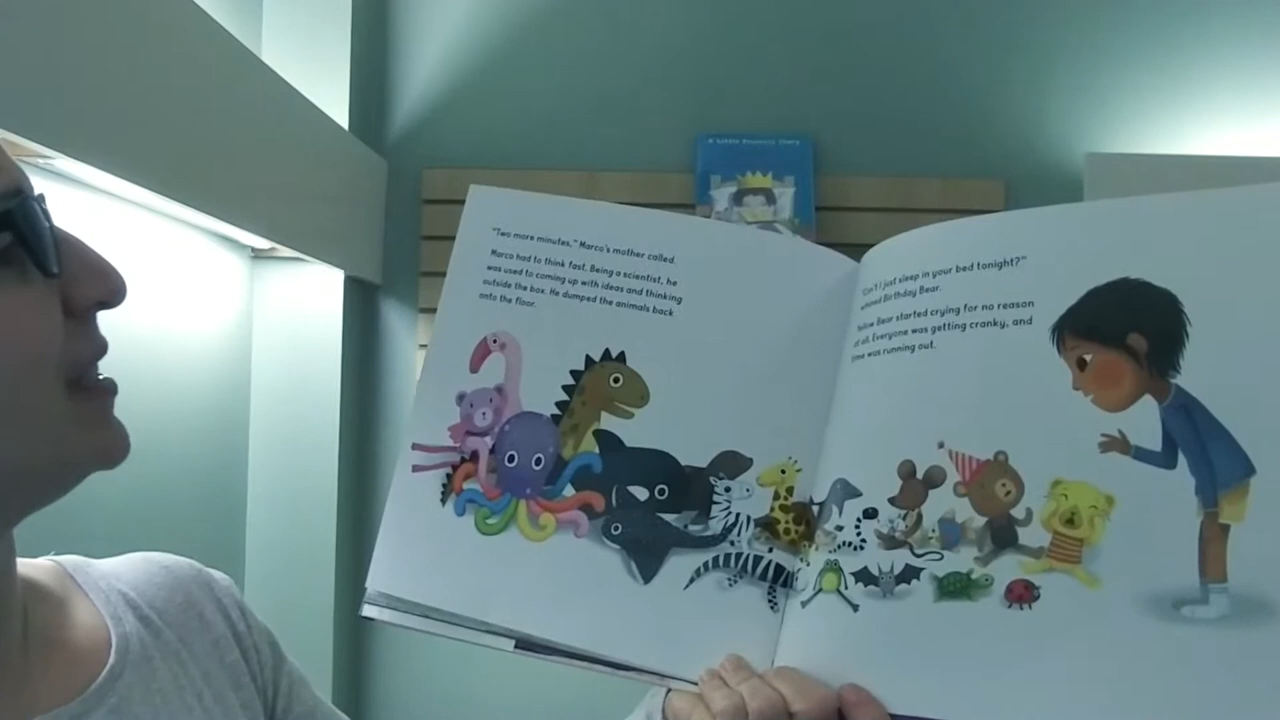 A Little Princess Story
"Two more minutes," Marco's mother called.
Marco had to think fast. Being a scientist, he
was used to coming up with ideas and thinking
outside the box. He dumped the animals back
onto the floor.
"Can't I just sleep in your bed tonight?"
whined Birthday Bear.
Yellow Bear started crying for no reason
at all. Everyone was getting cranky, and
time was running out.